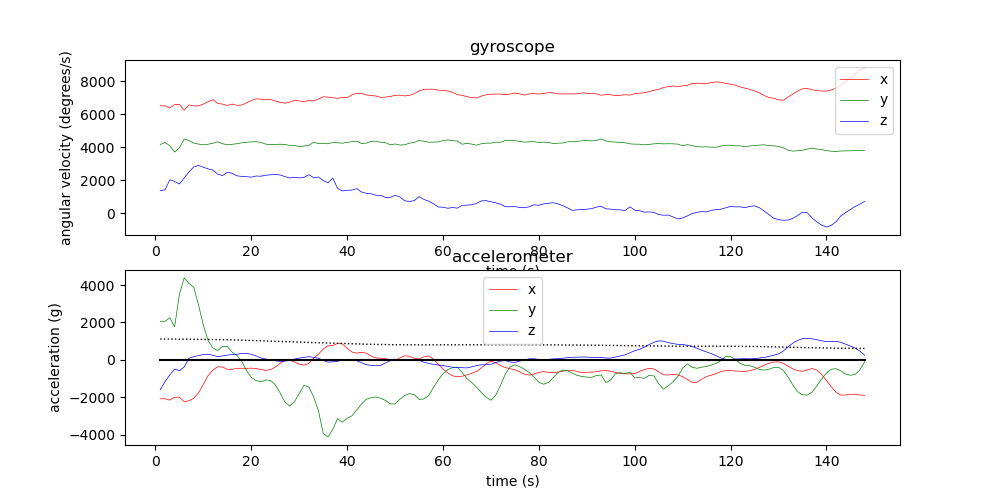 gyroscope
angular velocity (degrees/s)
8000
6000
4000
2000
0
x
y
z
0 20 40 60 80 100 120 140
time (s)
accelerometer
acceleration (g)
4000
2000
0
−2000
−4000
x
y
z
0 20 40 60 80 100 120 140
time (s)